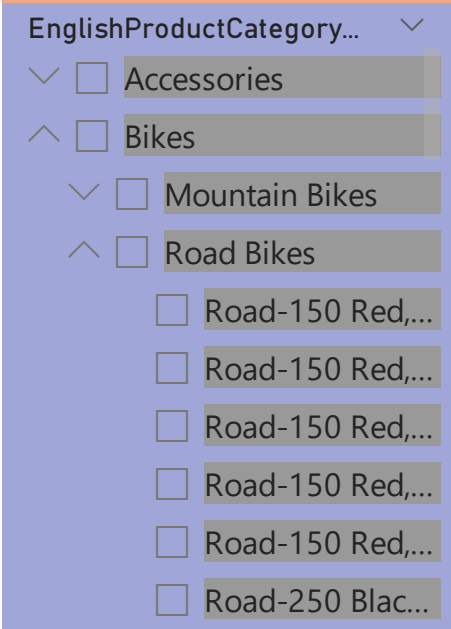 EnglishProductCategory...
Accessories
Bikes
Mountain Bikes
Road Bikes
Road-150 Red,...
Road-150 Red,...
Road-150 Red,...
Road-150 Red,...
Road-150 Red,...
Road-250 Blac...